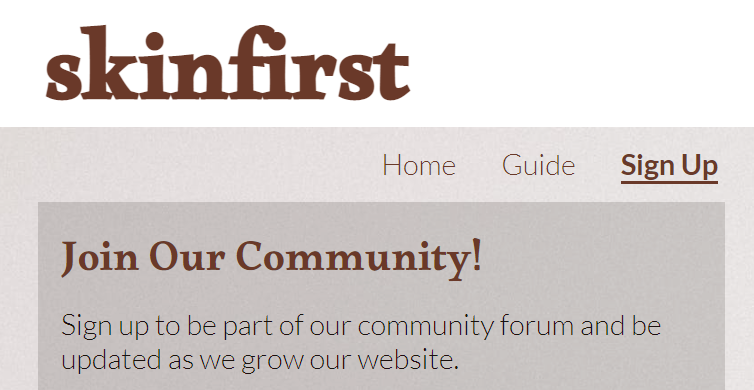 skinfirst
Home Guide Sign Up
Join Our Community!
Sign up to be part of our community forum and be
updated as we grow our website.